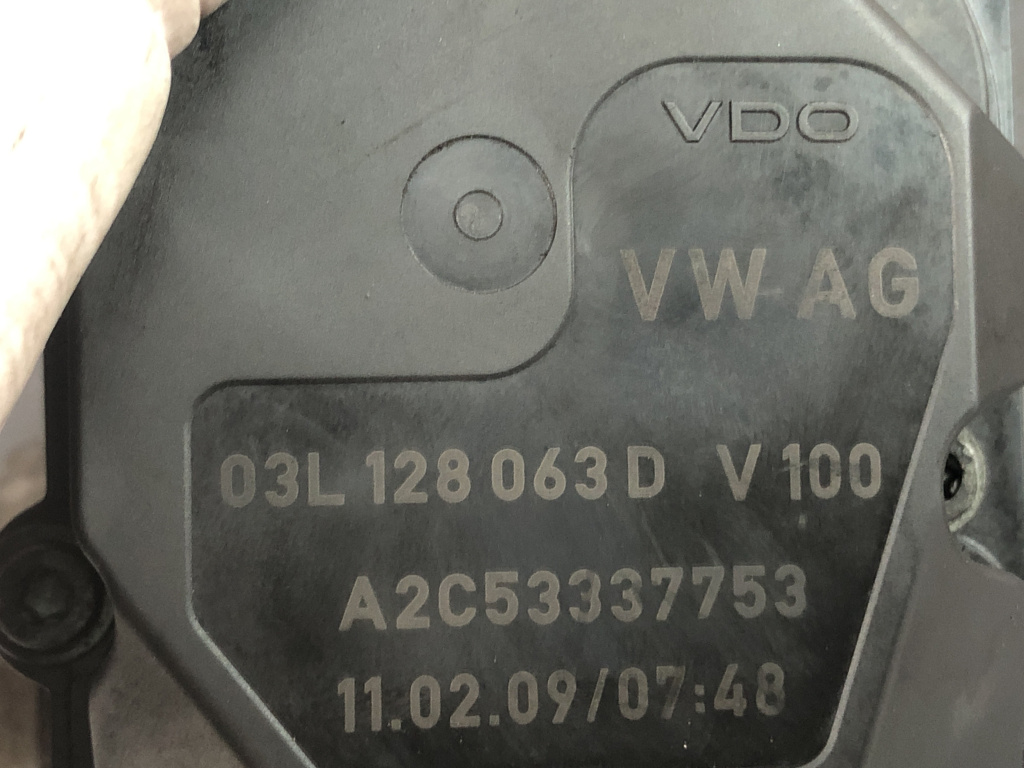 VDO
VW AG
03L 128 063 D V 100
A2C53337753
11.02.09/07:48